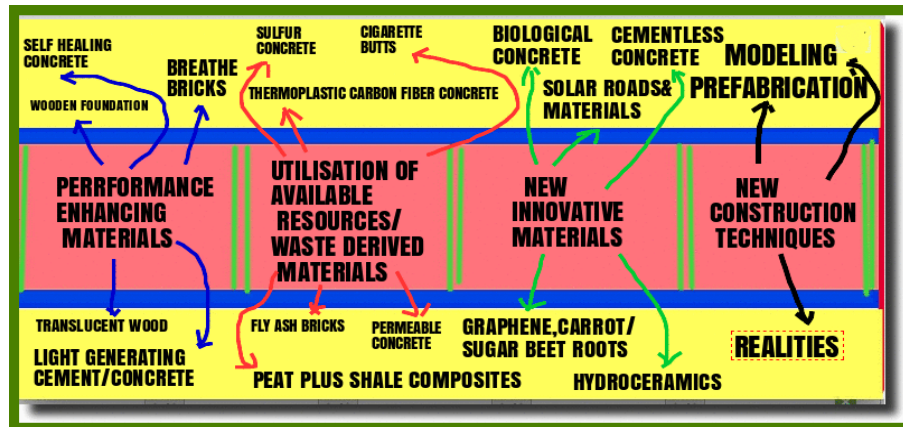 SELF HEALING
CONCRETE
WOODEN FOUNDATION
BREATHE
BRICKS
SULFUR
CONCRETE
CIGARETTE
BUTTS
THERMOPLASTIC CARBON FIBER CONCRETE
BIOLOGICAL
CONCRETE
CEMENTLESS
CONCRETE
SOLAR ROADS&
MATERIALS
MODELING
PREFABRICATION
PERRFORMANCE
ENHANCING
MATERIALS
UTILISATION OF
AVAILABLE
RESOURCES/
WASTE DERIVED
MATERIALS
NEW
INNOVATIVE
MATERIALS
NEW
CONSTRUCTION
TECHNIQUES
TRANSLUCENT WOOD
LIGHT GENERATING
CEMENT/CONCRETE
FLY ASH BRICKS
PERMEABLE
CONCRETE
PEAT PLUS SHALE COMPOSITES
GRAPHENE,CARROT/
SUGAR BEET ROOTS
HYDROCERAMICS
REALITIES